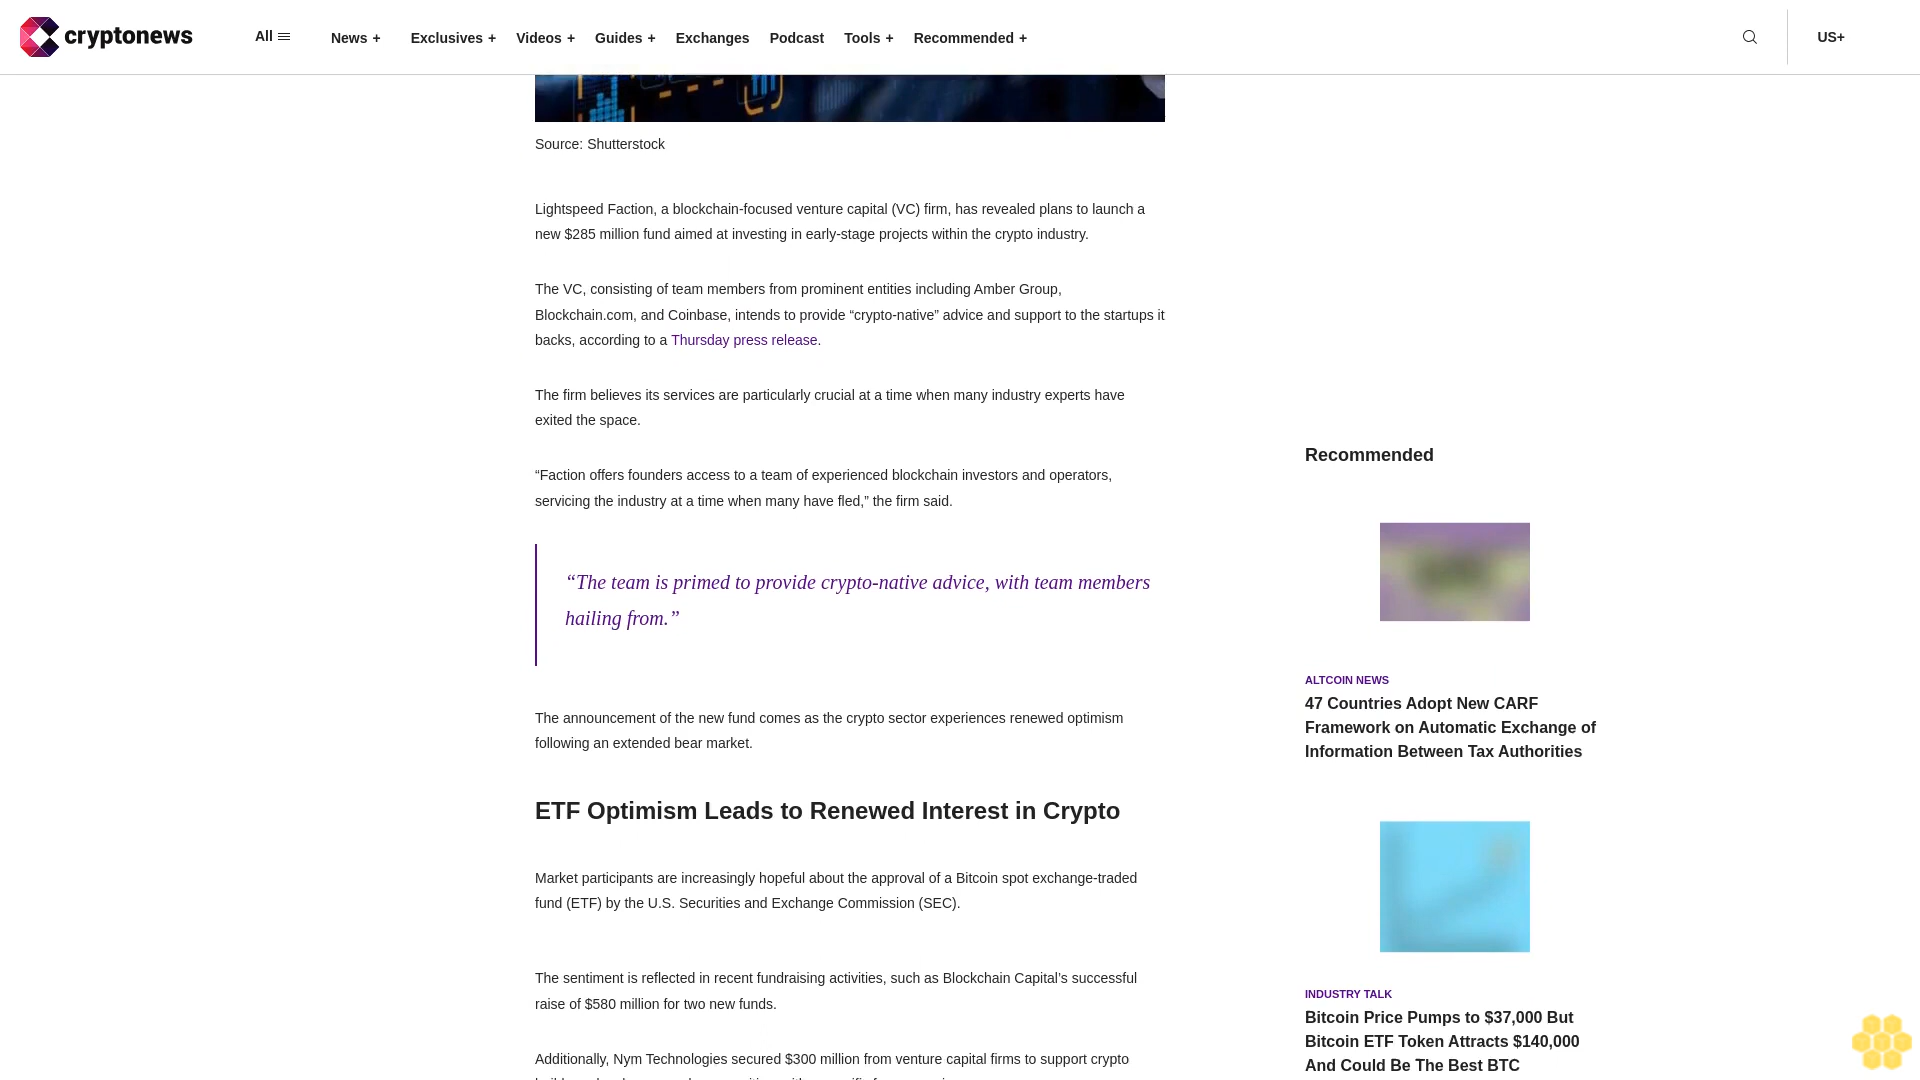 cryptonews
All
News +
Exclusives +
Videos +
Guides +
Exchanges
Podcast
Tools +
Recommended +
US+
Source: Shutterstock
Lightspeed Faction, a blockchain-focused venture capital (VC) firm, has revealed plans to launch a
new $285 million fund aimed at investing in early-stage projects within the crypto industry.
The VC, consisting of team members from prominent entities including Amber Group,
Blockchain.com, and Coinbase, intends to provide “crypto-native” advice and support to the startups it
backs, according to a Thursday press release.
The firm believes its services are particularly crucial at a time when many industry experts have
exited the space.
“Faction offers founders access to a team of experienced blockchain investors and operators,
servicing the industry at a time when many have fled,” the firm said.
“The team is primed to provide crypto-native advice, with team members
hailing from.”
The announcement of the new fund comes as the crypto sector experiences renewed optimism
following an extended bear market.
ETF Optimism Leads to Renewed Interest in Crypto
Market participants are increasingly hopeful about the approval of a Bitcoin spot exchange-traded
fund (ETF) by the U.S. Securities and Exchange Commission (SEC).
The sentiment is reflected in recent fundraising activities, such as Blockchain Capital’s successful
raise of $580 million for two new funds.
Additionally, Nym Technologies secured $300 million from venture capital firms to support crypto
Recommended
ALTCOIN NEWS
47 Countries Adopt New CARF
Framework on Automatic Exchange of
Information Between Tax Authorities
INDUSTRY TALK
Bitcoin Price Pumps to $37,000 But
Bitcoin ETF Token Attracts $140,000
And Could Be The Best BTC